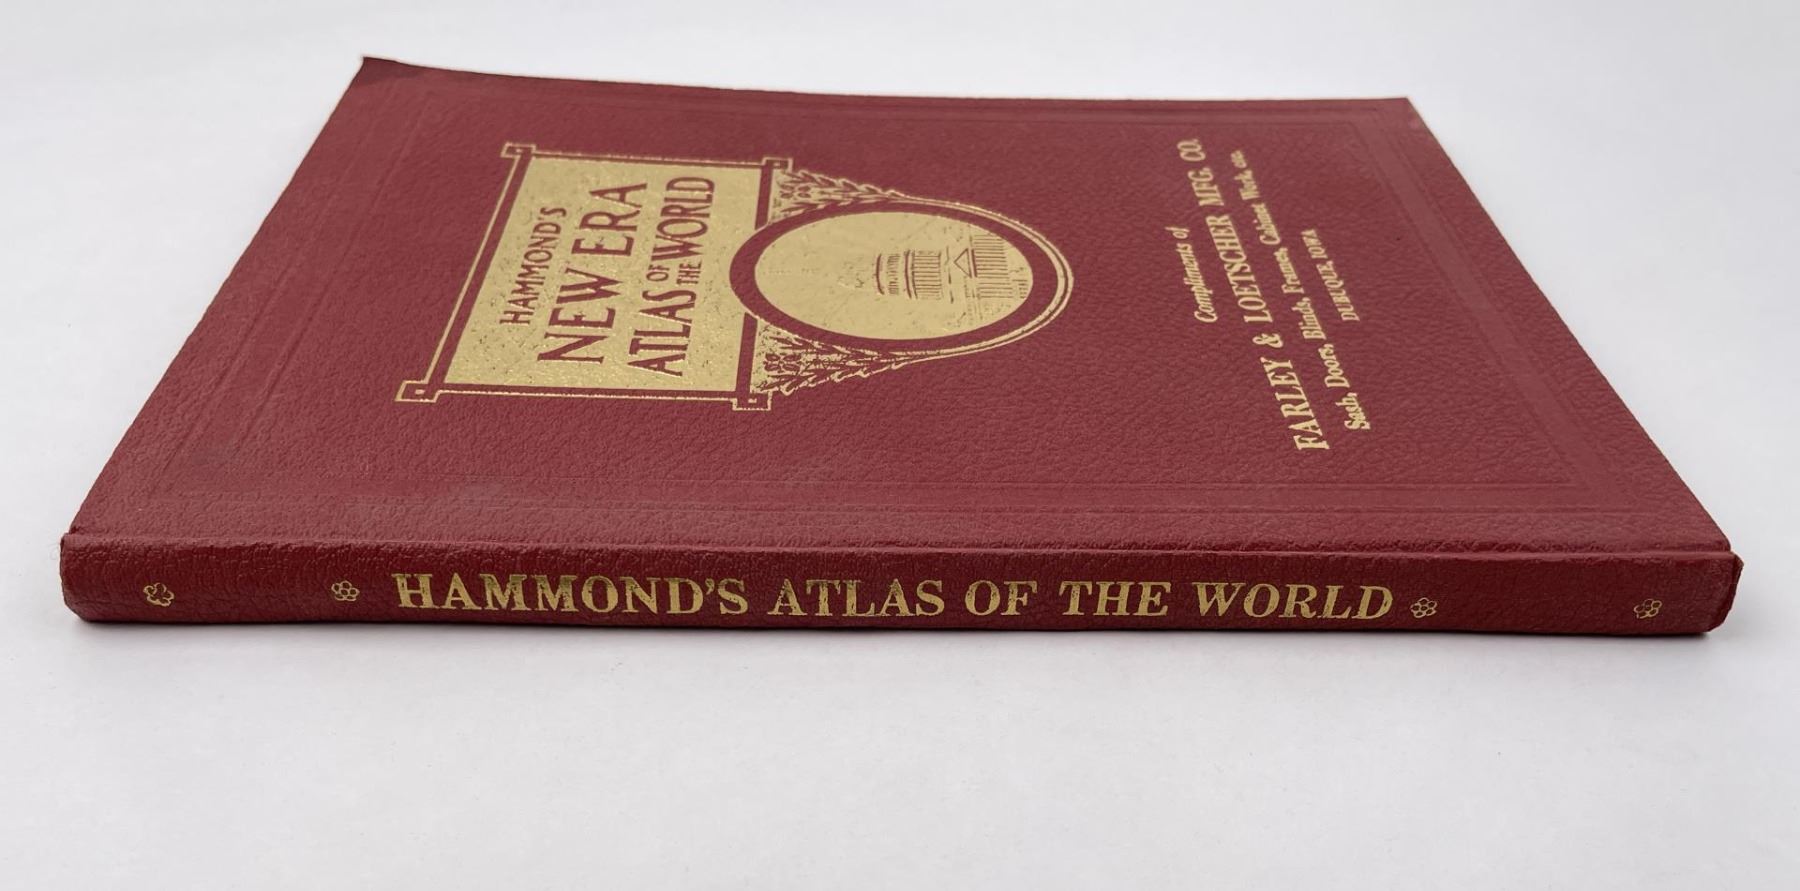 HAMMOND'S
NEW ERA
ATLAS OF THE WORLD
Compliments of
FARLEY & LOETSCHER MFG. CO.
Sash, Doors, Blinds, Frames, Cabinet Work, etc.
DUBUQUE, IOWA
HAMMOND'S ATLAS OF THE WORLD